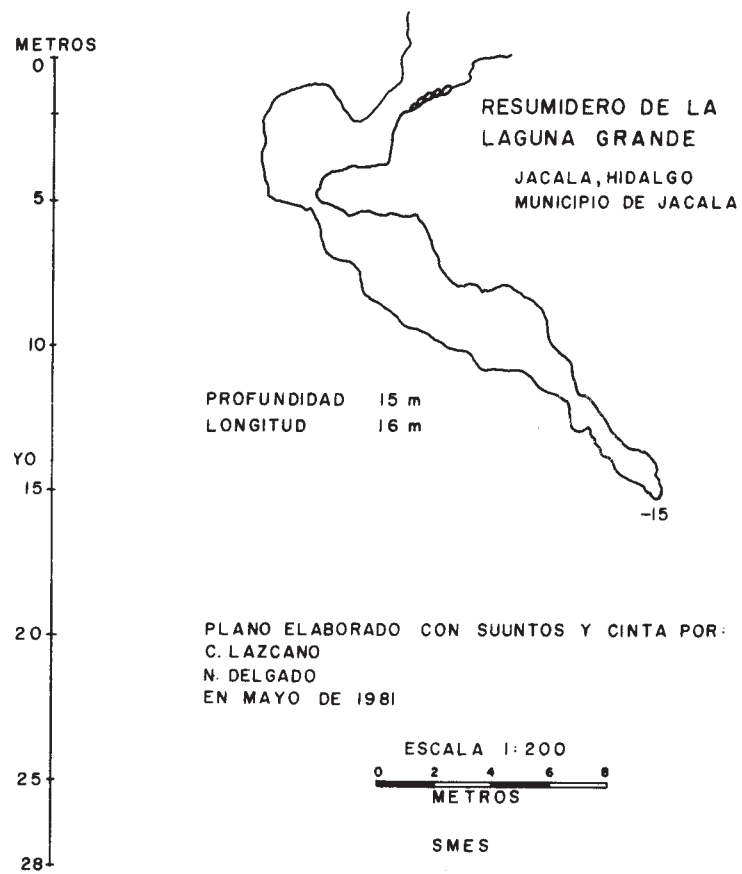 METROS
0
RESUMIDERO DE LA
LAGUNA GRANDE
JACALA, HIDALGO
MUNICIPIO DE JACALA
5
10
PROFUNDIDAD 15 m
LONGITUD 16 m
YO
15
-15
20
PLANO ELABORADO CON SUUNTOS Y CINTA POR:
C. LAZCANO
N. DELGADO
EN MAYO DE 1981
ESCALA 1:200
0 2 4 6 8
25
METROS
SMES
28